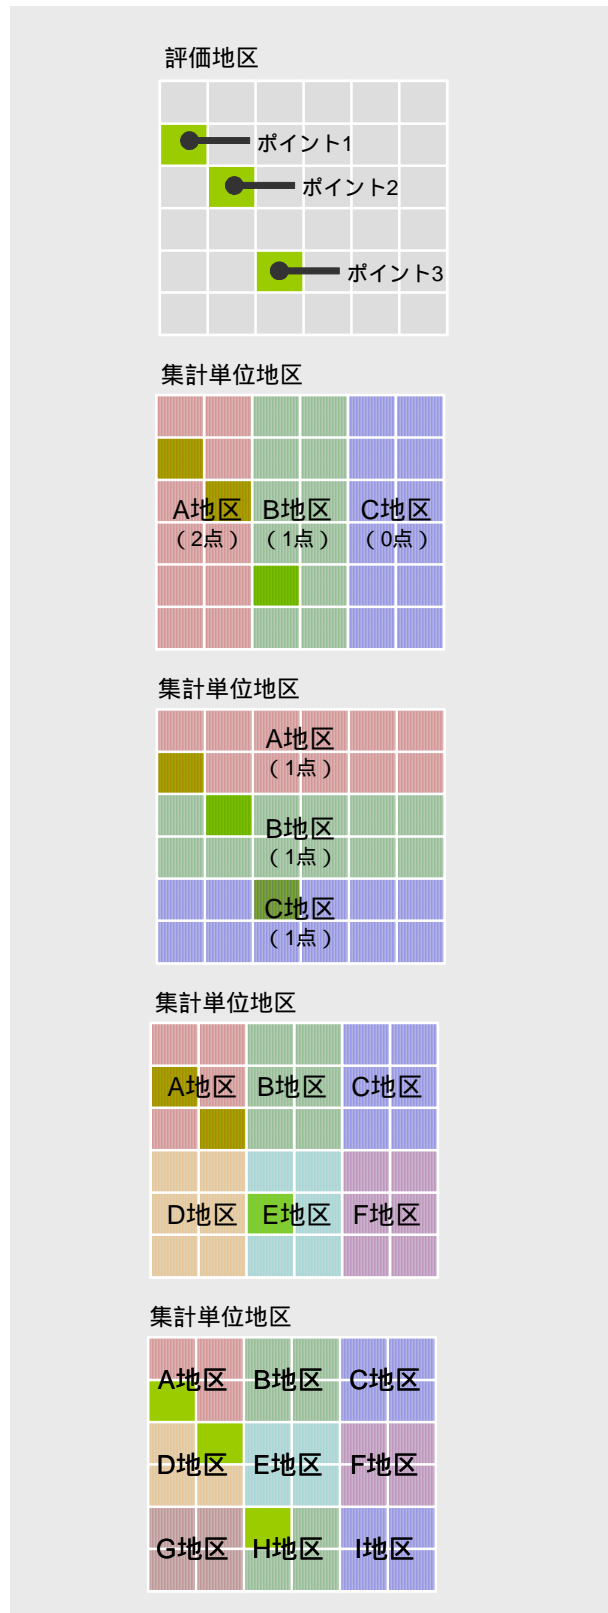 評価地区
ポイント1
ポイント2
ポイント3
集計単位地区
A地区 B地区 C地区
（2点） （1点） （0点）
集計単位地区
A地区
（1点）
B地区
（1点）
C地区
（1点）
集計単位地区
A地区 B地区 C地区
D地区 E地区 F地区
集計単位地区
A地区 B地区 C地区
D地区 E地区 F地区
G地区 H地区 I地区